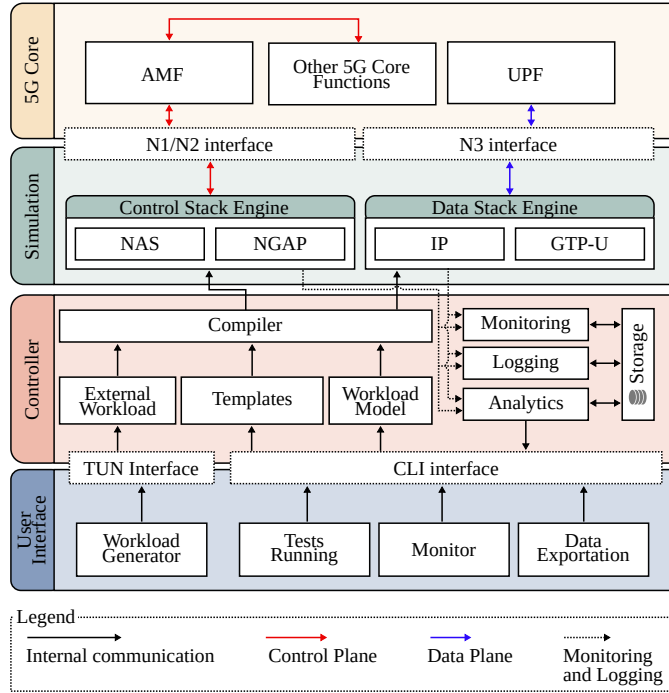 5G Core
AMF
Other 5G Core
Functions
UPF
N1/N2 interface
N3 interface
Simulation
Control Stack Engine
NAS
NGAP
Data Stack Engine
IP
GTP-U
Controller
Compiler
External
Workload
Templates
Workload
Model
Monitoring
Logging
Analytics
Storage
TUN Interface
CLI interface
User
Interface
Workload
Generator
Tests
Running
Monitor
Data
Exportation
Legend
Internal communication
Control Plane
Data Plane
Monitoring
and Logging